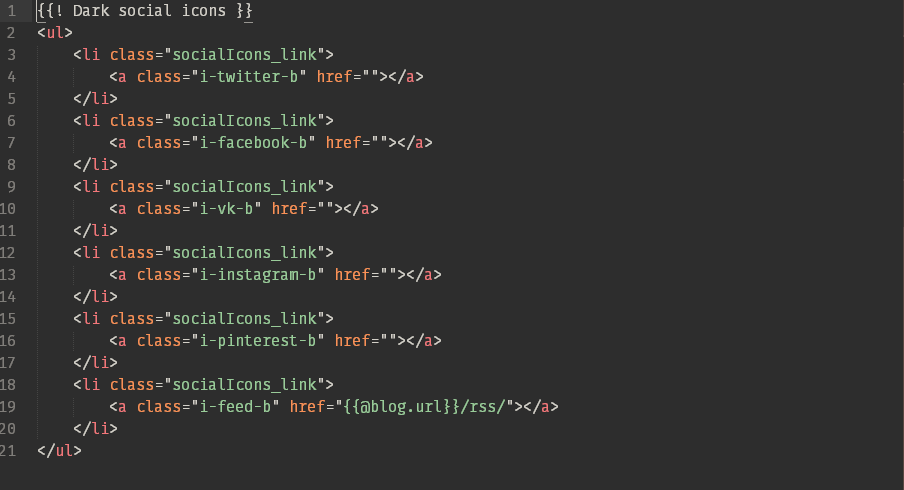 1 {{! Dark social icons }}
2 <ul>
3     <li class="socialIcons_link">
4         <a class="i-twitter-b" href=""></a>
5     </li>
6     <li class="socialIcons_link">
7         <a class="i-facebook-b" href=""></a>
8     </li>
9     <li class="socialIcons_link">
10         <a class="i-vk-b" href=""></a>
11     </li>
12     <li class="socialIcons_link">
13         <a class="i-instagram-b" href=""></a>
14     </li>
15     <li class="socialIcons_link">
16         <a class="i-pinterest-b" href=""></a>
17     </li>
18     <li class="socialIcons_link">
19         <a class="i-feed-b" href="{{@blog.url}}/rss/"></a>
20     </li>
21 </ul>